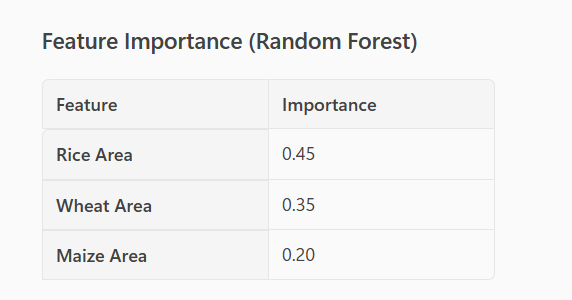 Feature Importance (Random Forest)
Feature Importance
Rice Area 0.45
Wheat Area 0.35
Maize Area 0.20